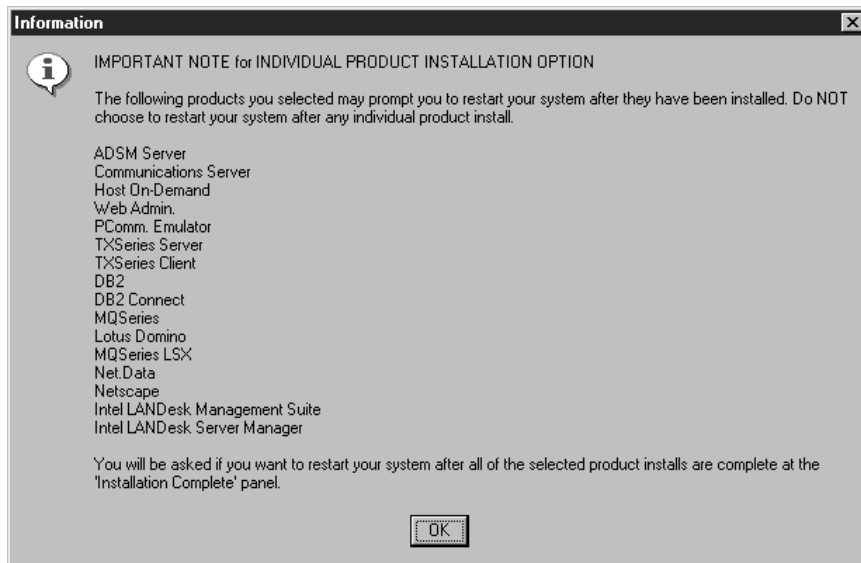 Information
IMPORTANT NOTE for INDIVIDUAL PRODUCT INSTALLATION OPTION
The following products you selected may prompt you to restart your system after they have been installed. Do NOT
choose to restart your system after any individual product install.
ADSM Server
Communications Server
Host On-Demand
Web Admin.
PComm. Emulator
TXSeries Server
TXSeries Client
DB2
DB2 Connect
MQSeries
Lotus Domino
MQSeries LSX
Net.Data
Netscape
Intel LANDesk Management Suite
Intel LANDesk Server Manager
You will be asked if you want to restart your system after all of the selected product installs are complete at the
'Installation Complete' panel.
OK